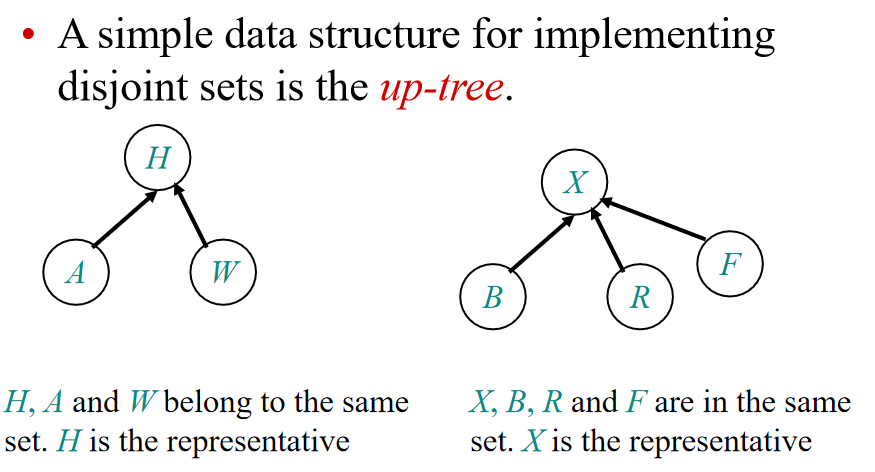 • A simple data structure for implementing
disjoint sets is the up-tree.
H
X
A
W
F
B
R
H, A and W belong to the same
set. H is the representative
X, B, R and F are in the same
set. X is the representative